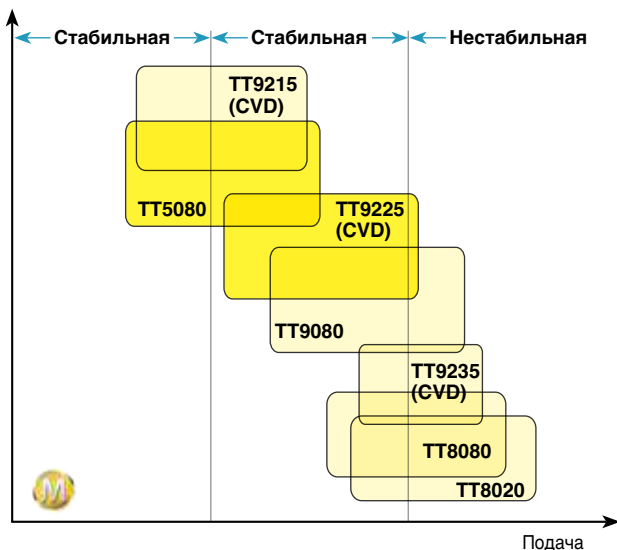 Стабильная Стабильная Нестабильная
TT9215
(CVD)
TT5080
TT9225
(CVD)
TT9080
TT9235
(CVD)
TT8080
TT8020
M
Подача